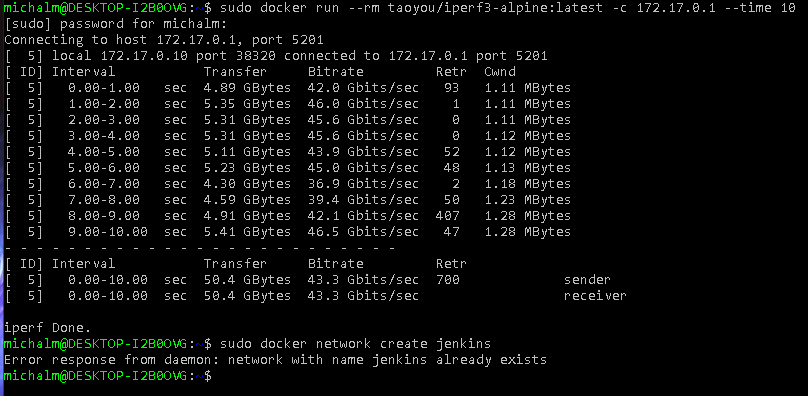 michalm@DESKTOP-I2B0OVG:~$ sudo docker run --rm taoyou/iperf3-alpine:latest -c 172.17.0.1 --time 10
[sudo] password for michalm:
Connecting to host 172.17.0.1, port 5201
[  5] local 172.17.0.10 port 38320 connected to 172.17.0.1 port 5201
[ ID] Interval           Transfer     Bitrate         Retr  Cwnd
[  5]   0.00-1.00   sec  4.89 GBytes  42.0 Gbits/sec   93   1.11 MBytes
[  5]   1.00-2.00   sec  5.35 GBytes  46.0 Gbits/sec    1   1.11 MBytes
[  5]   2.00-3.00   sec  5.31 GBytes  45.6 Gbits/sec    0   1.11 MBytes
[  5]   3.00-4.00   sec  5.31 GBytes  45.6 Gbits/sec    0   1.12 MBytes
[  5]   4.00-5.00   sec  5.11 GBytes  43.9 Gbits/sec   52   1.12 MBytes
[  5]   5.00-6.00   sec  5.23 GBytes  45.0 Gbits/sec   48   1.13 MBytes
[  5]   6.00-7.00   sec  4.30 GBytes  36.9 Gbits/sec    2   1.18 MBytes
[  5]   7.00-8.00   sec  4.59 GBytes  39.4 Gbits/sec   50   1.23 MBytes
[  5]   8.00-9.00   sec  4.91 GBytes  42.1 Gbits/sec  407   1.28 MBytes
[  5]   9.00-10.00  sec  5.41 GBytes  46.5 Gbits/sec   47   1.28 MBytes
- - - - - - - - - - - - - - - - - - - - - - - - -
[ ID] Interval           Transfer     Bitrate         Retr
[  5]   0.00-10.00  sec  50.4 GBytes  43.3 Gbits/sec  700             sender
[  5]   0.00-10.00  sec  50.4 GBytes  43.3 Gbits/sec                  receiver
iperf Done.
michalm@DESKTOP-I2B0OVG:~$ sudo docker network create jenkins
Error response from daemon: network with name jenkins already exists
michalm@DESKTOP-I2B0OVG:~$